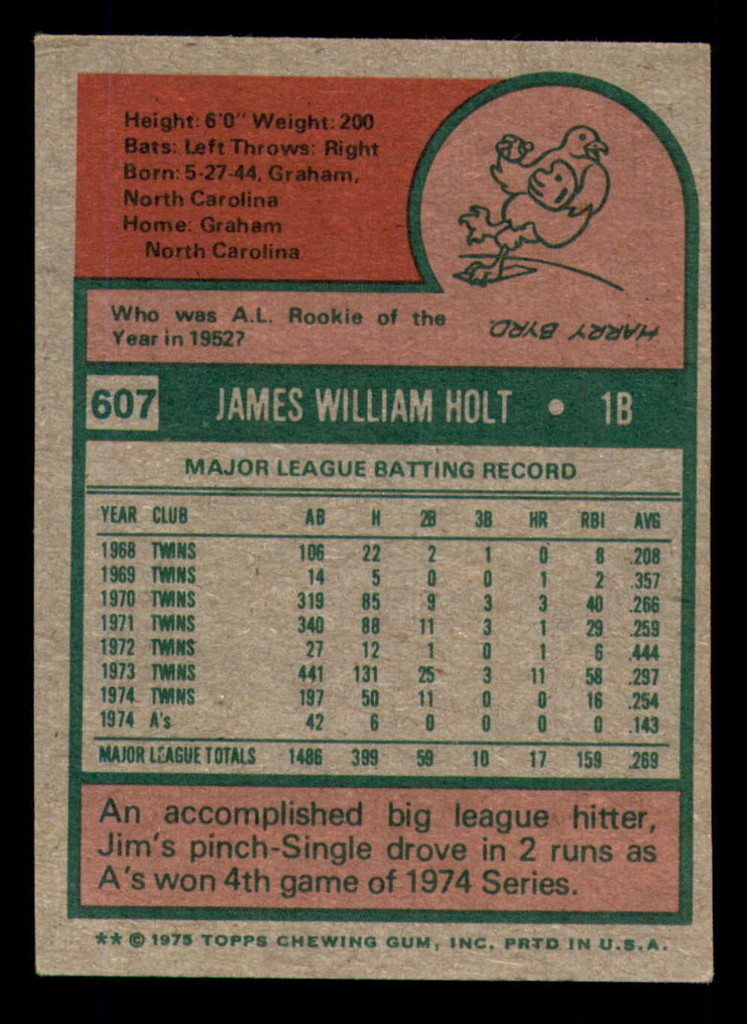 Height: 6'0" Weight: 200
Bats: Left Throws: Right
Born: 5-27-44, Graham,
North Carolina
Home: Graham
North Carolina
Who was A.L. Rookie of the
Year in 1952?
HARRY BYRD.
607 JAMES WILLIAM HOLT • 1B
MAJOR LEAGUE BATTING RECORD
YEAR CLUB AB H 2B 3B HR RBI AVG
1968 TWINS 106 22 2 1 0 8 .208
1969 TWINS 14 5 0 0 1 2 .357
1970 TWINS 319 85 9 3 3 40 .266
1971 TWINS 340 88 11 3 1 29 .259
1972 TWINS 27 12 1 0 1 6 .444
1973 TWINS 441 131 25 3 11 58 .297
1974 TWINS 197 50 11 0 0 16 .254
1974 A's 42 6 0 0 0 0 .143
MAJOR LEAGUE TOTALS 1486 399 59 10 17 159 .269
An accomplished big league hitter,
Jim's pinch-Single drove in 2 runs as
A's won 4th game of 1974 Series.
** © 1975 TOPPS CHEWING GUM, INC. PRTD IN U.S.A.